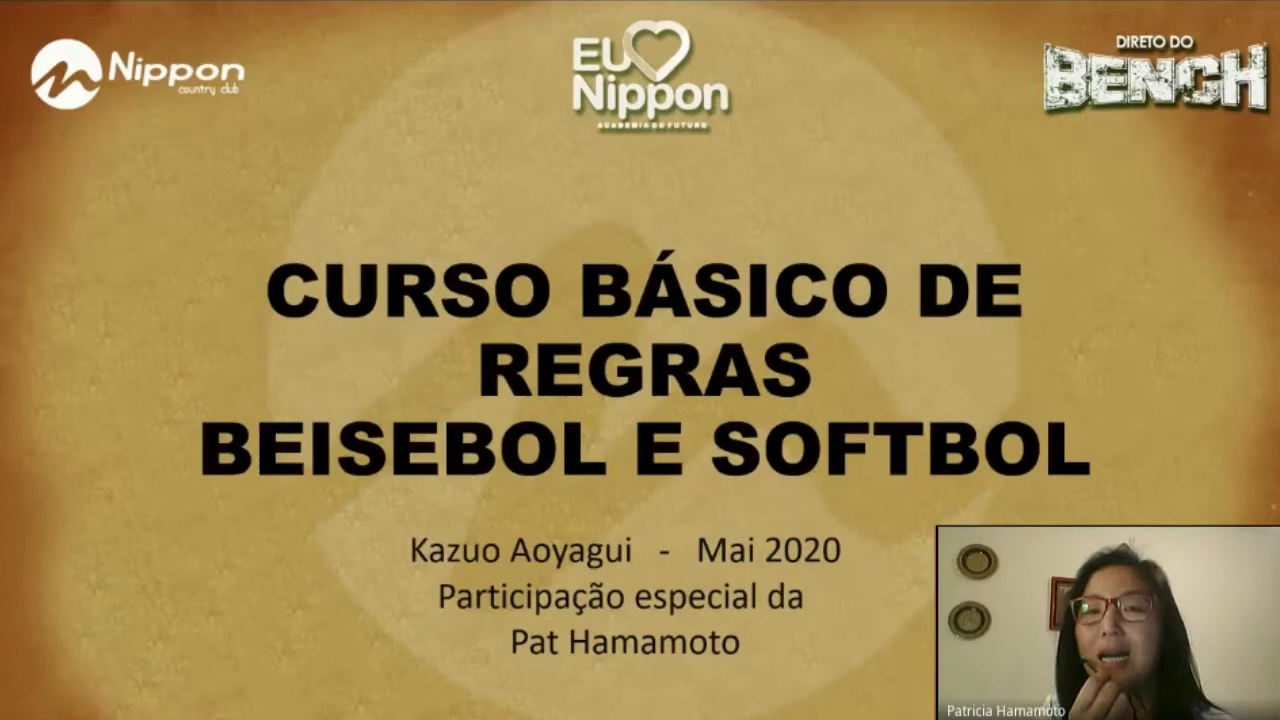 Nippon
country club
EU
Nippon
ACADEMIA DO FUTURO
DIRETO DO
BENCH
CURSO BÁSICO DE
REGRAS
BEISEBOL E SOFTBOL
Kazuo Aoyagui - Mai 2020
Participação especial da
Pat Hamamoto
Patricia Hamamoto